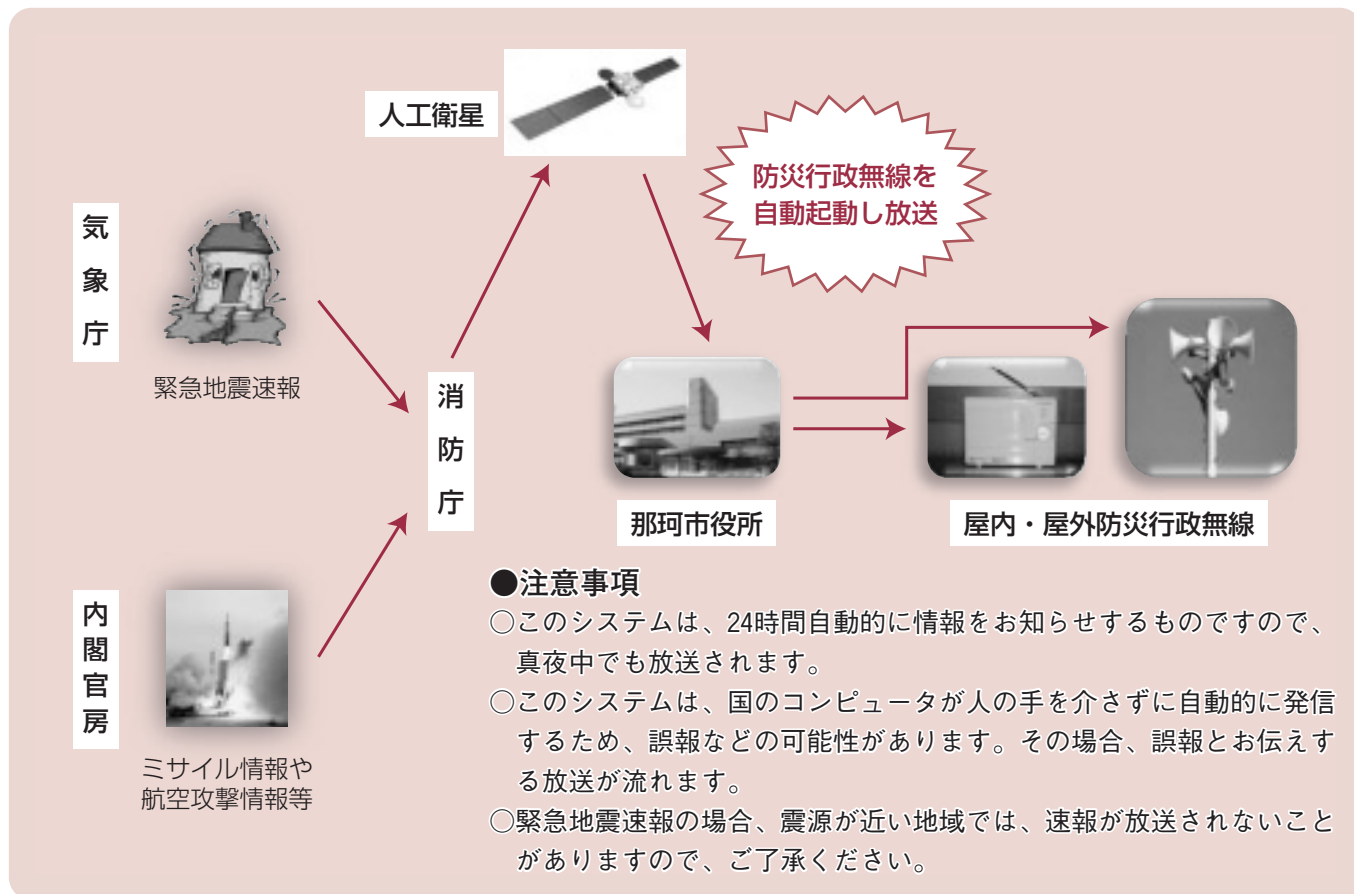 人工衛星
防災行政無線を
自動起動し放送
気象庁
緊急地震速報
消防庁
那珂市役所
屋内・屋外防災行政無線
内閣官房
ミサイル情報や
航空攻撃情報等
●注意事項
○このシステムは、24時間自動的に情報をお知らせするものですので、
真夜中でも放送されます。
○このシステムは、国のコンピュータが人の手を介さずに自動的に発信
するため、誤報などの可能性があります。その場合、誤報とお伝えす
る放送が流れます。
○緊急地震速報の場合、震源が近い地域では、速報が放送されないこと
がありますので、ご了承ください。